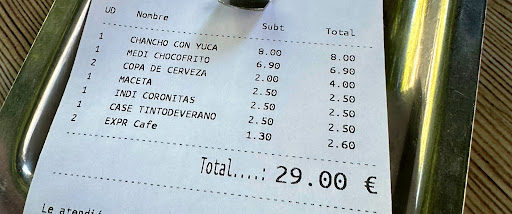 UD Nombre Subt Total
1 CHANCHO CON YUCA 8.00 8.00
1 MEDI CHOCOFRITO 6.90 6.90
2 COPA DE CERVEZA 2.00 4.00
1 MACETA 2.50 2.50
1 INDI CORONITAS 2.50 2.50
1 CASE TINTODEVERANO 2.50 2.50
2 EXPR Cafe 1.30 2.60
Total....: 29.00 €
Le atendi